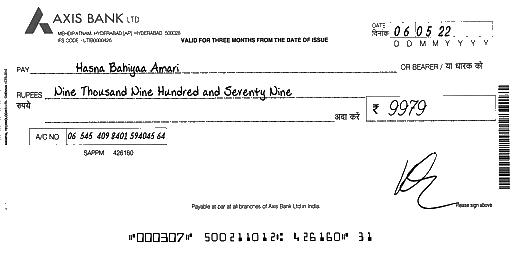 AXIS BANK LTD
MEHDIPATNAM, HYDERABAD [AP] - HYDERABAD 500028
IFS CODE - UTIB0000426
VALID FOR THREE MONTHS FROM THE DATE OF ISSUE
DATE
दिनांक 06 05 22
D D M M Y Y Y Y
PAY Hasna Bahiyaa Amari OR BEARER / या धारक को
RUPEES Nine Thousand Nine Hundred and Seventy Nine
रुपये अदा करें ₹ 9979
A/C NO 06 545 409 8401 594045 64
SAPPM 426160
Payable at par at all branches of Axis Bank Ltd in India.
Please sign above
⑈000307⑈ 500211012⑆ 426160⑈ 31